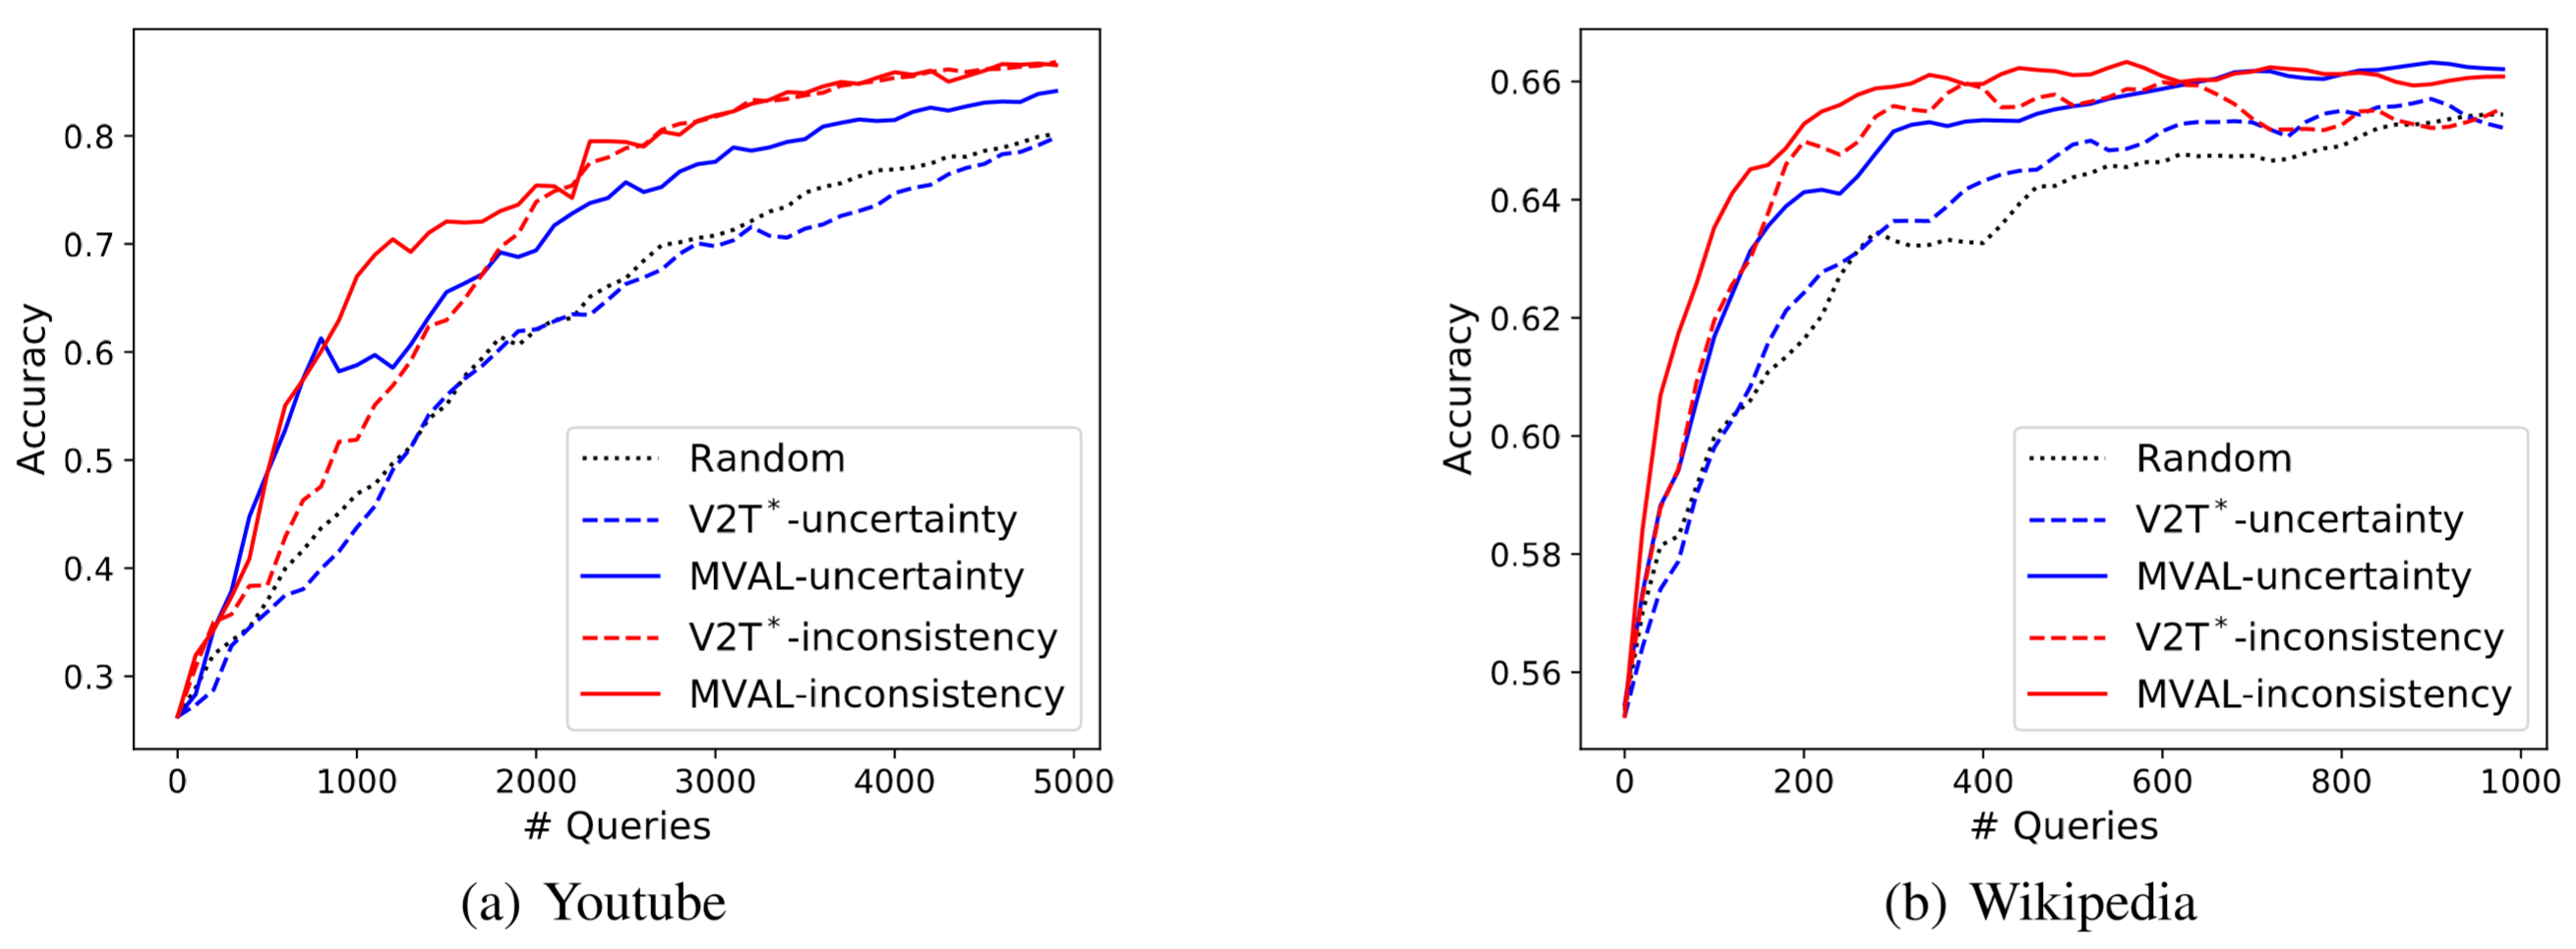 Accuracy
0.8
0.7
0.6
0.5
0.4
0.3
Random
V2T*-uncertainty
MVAL-uncertainty
V2T*-inconsistency
MVAL-inconsistency
0 1000 2000 3000 4000 5000
# Queries
(a) Youtube
Accuracy
0.66
0.64
0.62
0.60
0.58
0.56
Random
V2T*-uncertainty
MVAL-uncertainty
V2T*-inconsistency
MVAL-inconsistency
0 200 400 600 800 1000
# Queries
(b) Wikipedia